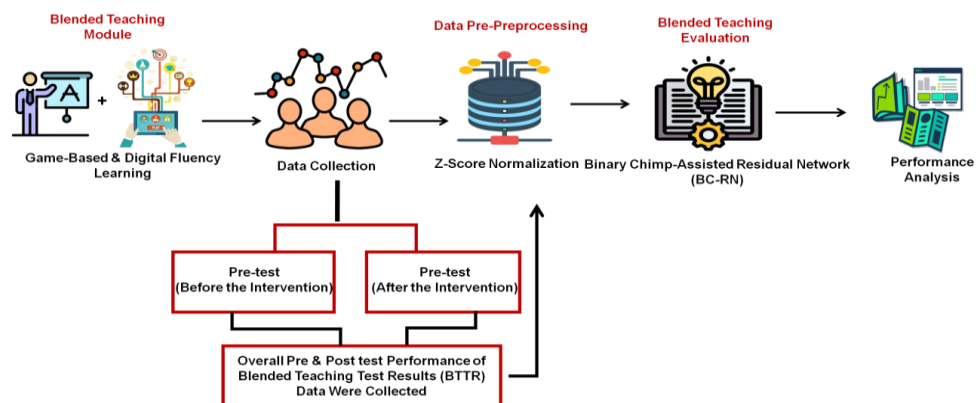 Blended Teaching
Module
Data Pre-Preprocessing
Blended Teaching
Evaluation
A
+
Game-Based & Digital Fluency
Learning
Data Collection
Z-Score Normalization
Binary Chimp-Assisted Residual Network
(BC-RN)
Performance
Analysis
Pre-test
(Before the Intervention)
Pre-test
(After the Intervention)
Overall Pre & Post test Performance of
Blended Teaching Test Results (BTTR)
Data Were Collected